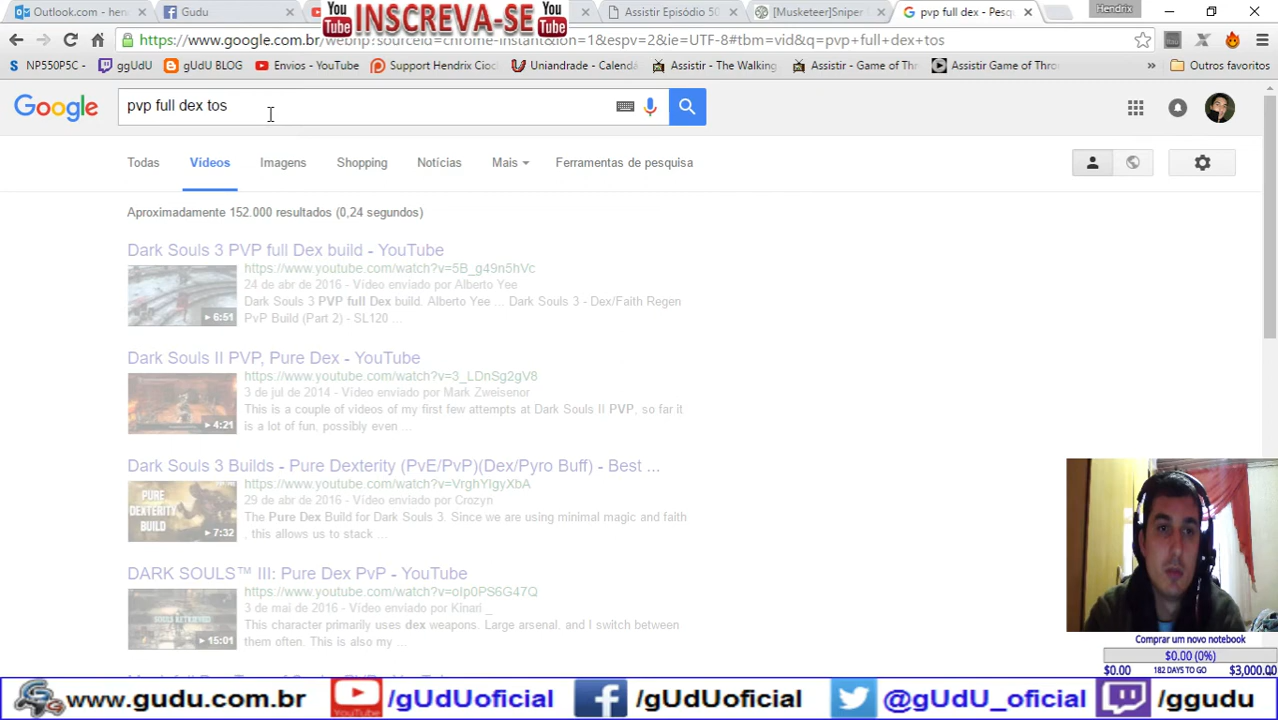 Outlook.com - hen
Gudu
You Tube INSCREVA-SE You Tube
Assistir Episódio 50
[Musketeer]Sniper
pvp full dex - Pesq
Hendrix
https://www.google.com.br/webhp?sourceid=chrome-instant&ion=1&espv=2&ie=UTF-8#tbm=vid&q=pvp+full+dex+tos
NP550P5C-
ggUdU
gUdU BLOG
Envios - YouTube
Support Hendrix Cioc
Uniandrade - Calenda
Assistir - The Walking
Assistir - Game of Thro
Assistir Game of Thro
Outros favoritos
Google
pvp full dex tos
Todas
Vídeos
Imagens
Shopping
Notícias
Mais
Ferramentas de pesquisa
Aproximadamente 152.000 resultados (0,24 segundos)
Dark Souls 3 PVP full Dex build - YouTube
https://www.youtube.com/watch?v=5B_g49n5hVc
24 de abr de 2016 - Vídeo enviado por Alberto Yee
Dark Souls 3 PVP full Dex build. Alberto Yee ... Dark Souls 3 - Dex/Faith Regen
PvP Build (Part 2) - SL120 ...
6:51
Dark Souls II PVP, Pure Dex - YouTube
https://www.youtube.com/watch?v=3_LDnSg2gV8
3 de jul de 2014 - Vídeo enviado por Mark Zweisenor
This is a couple of videos of my first few attempts at Dark Souls II PVP, so far it
is a lot of fun, possibly even ...
4:21
Dark Souls 3 Builds - Pure Dexterity (PvE/PvP)(Dex/Pyro Buff) - Best ...
https://www.youtube.com/watch?v=VrghYIgyXbA
29 de abr de 2016 - Vídeo enviado por Crozyn
The Pure Dex Build for Dark Souls 3. Since we are using minimal magic and faith
, this allows us to stack ...
PURE DEXTERITY BUILD
7:32
DARK SOULS™ III: Pure Dex PvP - YouTube
https://www.youtube.com/watch?v=oIp0PS6G47Q
3 de mai de 2016 - Vídeo enviado por Kinari _
This character primarily uses dex weapons. Large arsenal, and I switch between
them often. This is also my ...
15:01
Comprar um novo notebook
$0.00 (0%)
$0.00
182 DAYS TO GO
$3,000.00
www.gudu.com.br
/gUdUoficial
/gUdUoficial
@gUdU_oficial
/ggudu